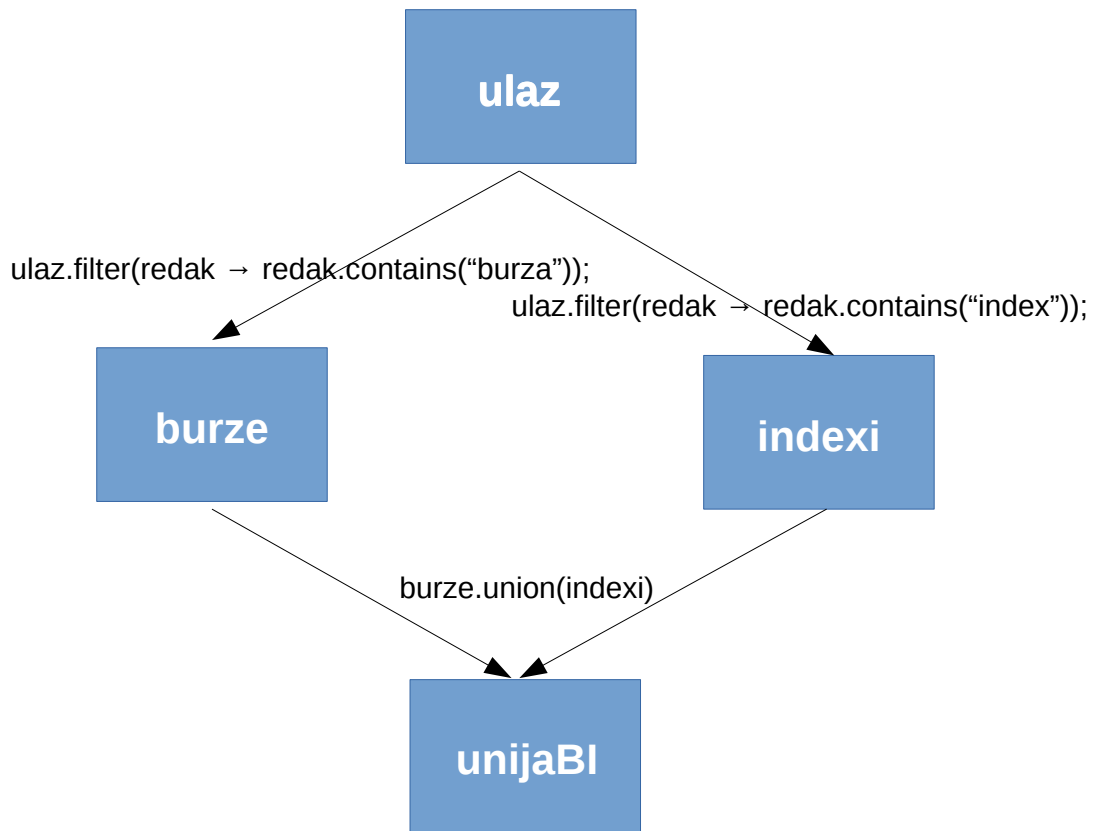 ulaz
ulaz.filter(redak → redak.contains(“burza”));
ulaz.filter(redak → redak.contains(“index”));
burze
indexi
burze.union(indexi)
unijaBI